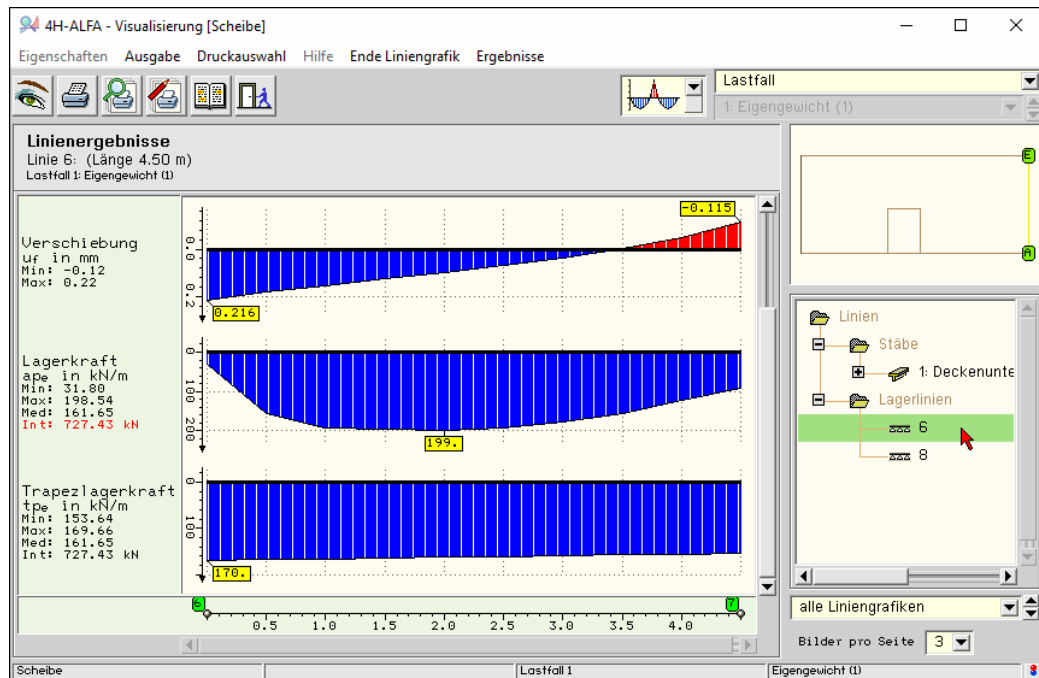 4H-ALFA - Visualisierung [Scheibe]
Eigenschaften Ausgabe Druckauswahl Hilfe Ende Liniengrafik Ergebnisse
Lastfall
1: Eigengewicht (1)
Linienergebnisse
Linie 6: (Länge 4.50 m)
Lastfall 1: Eigengewicht (1)
Verschiebung
uf in mm
Min: -0.12
Max: 0.22
0.1
0.0
0.2
-0.115
0.216
Lagerkraft
ape in kN/m
Min: 31.80
Max: 198.54
Med: 161.65
Int: 727.43 kN
0
100
200
199.
Trapezlagerkraft
tpe in kN/m
Min: 153.64
Max: 169.66
Med: 161.65
Int: 727.43 kN
0
100
170.
6 7
0.5 1.0 1.5 2.0 2.5 3.0 3.5 4.0
E
A
Linien
Stäbe
1: Deckenunte
Lagerlinien
6
8
alle Liniengrafiken
Bilder pro Seite 3
Scheibe Lastfall 1 Eigengewicht (1)